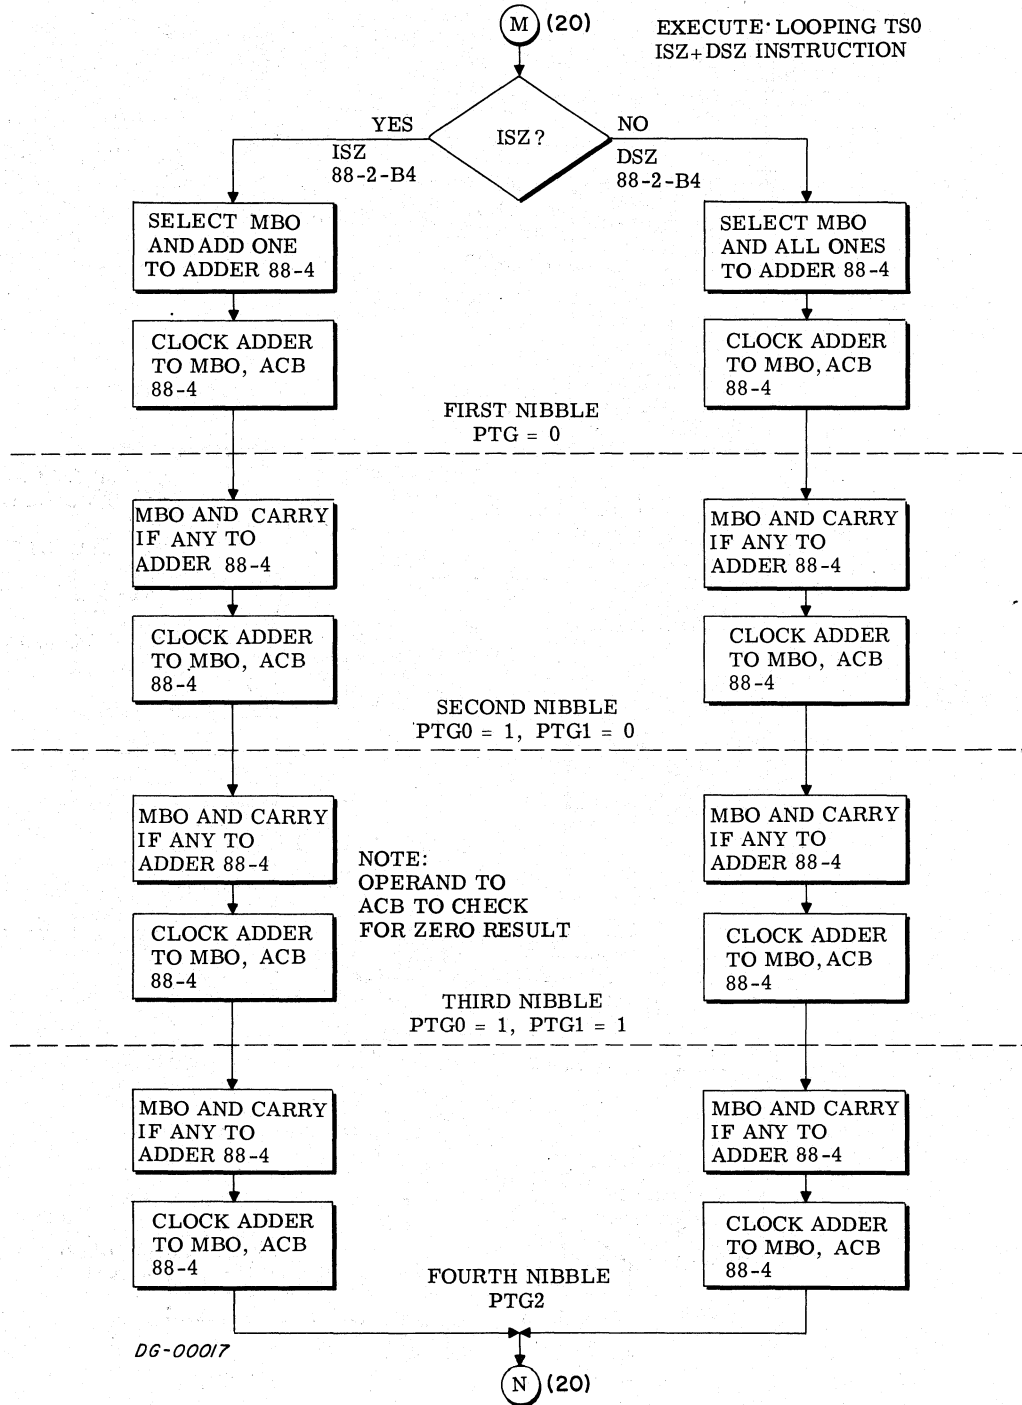 M (20)
EXECUTE· LOOPING TS0
ISZ+DSZ INSTRUCTION
ISZ ?
YES
ISZ
88-2-B4
NO
DSZ
88-2-B4
SELECT MBO
AND ADD ONE
TO ADDER 88-4
SELECT MBO
AND ALL ONES
TO ADDER 88-4
CLOCK ADDER
TO MBO, ACB
88-4
CLOCK ADDER
TO MBO, ACB
88-4
FIRST NIBBLE
PTG = 0
MBO AND CARRY
IF ANY TO
ADDER 88-4
MBO AND CARRY
IF ANY TO
ADDER 88-4
CLOCK ADDER
TO MBO, ACB
88-4
CLOCK ADDER
TO MBO, ACB
88-4
SECOND NIBBLE
PTG0 = 1, PTG1 = 0
MBO AND CARRY
IF ANY TO
ADDER 88-4
MBO AND CARRY
IF ANY TO
ADDER 88-4
NOTE:
OPERAND TO
ACB TO CHECK
FOR ZERO RESULT
CLOCK ADDER
TO MBO, ACB
88-4
CLOCK ADDER
TO MBO, ACB
88-4
THIRD NIBBLE
PTG0 = 1, PTG1 = 1
MBO AND CARRY
IF ANY TO
ADDER 88-4
MBO AND CARRY
IF ANY TO
ADDER 88-4
CLOCK ADDER
TO MBO, ACB
88-4
CLOCK ADDER
TO MBO, ACB
88-4
FOURTH NIBBLE
PTG2
DG-00017
N (20)